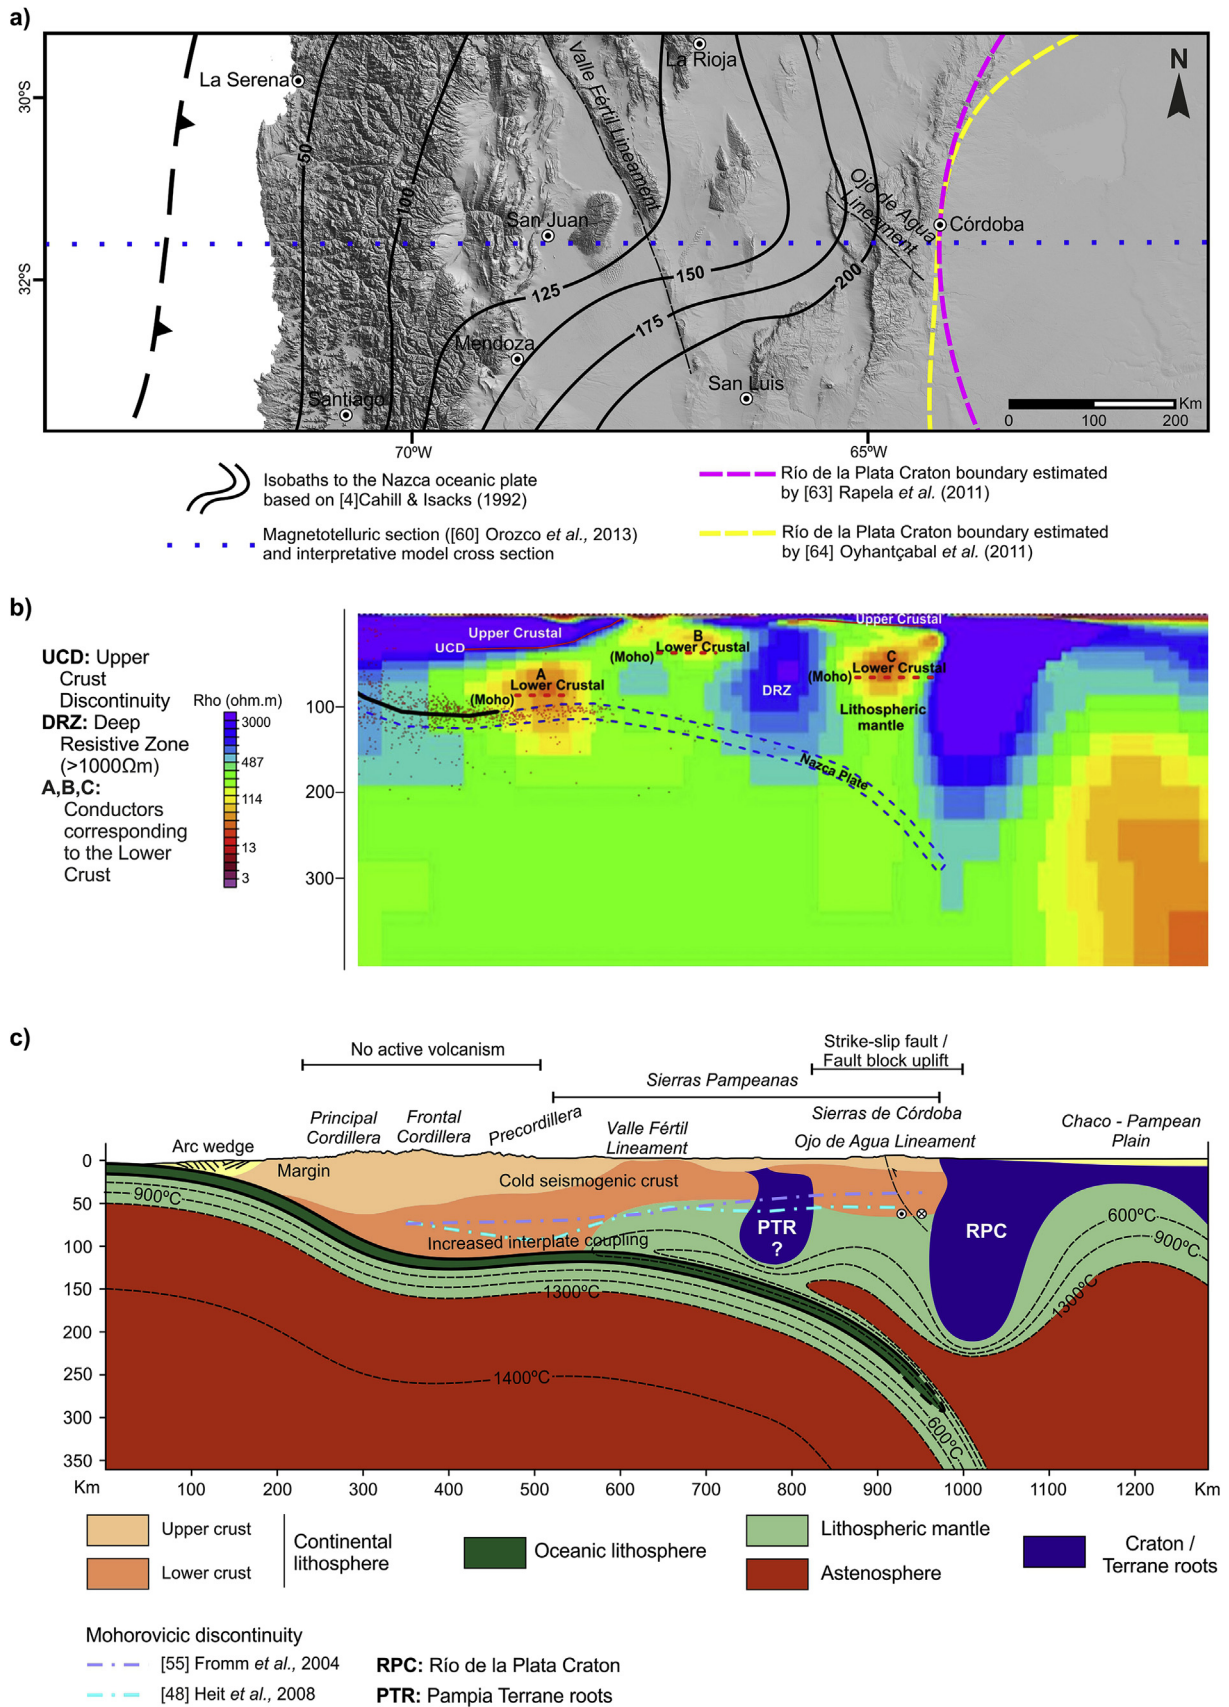 a)
La Serena
La Rioja
N
30ºS
Valle Fértil Lineament
50
100
Ojo de Agua
Lineament
San Juan
Córdoba
32ºS
125
150
175
200
Mendoza
San Luis
Santiago
Km
0 100 200
70ºW 65ºW
Isobaths to the Nazca oceanic plate
based on [4]Cahill & Isacks (1992)
Magnetotelluric section ([60] Orozco et al., 2013)
and interpretative model cross section
Río de la Plata Craton boundary estimated
by [63] Rapela et al. (2011)
Río de la Plata Craton boundary estimated
by [64] Oyhantçabal et al. (2011)
b)
UCD: Upper
Crust
Discontinuity
DRZ: Deep
Resistive Zone
(>1000Ωm)
A,B,C:
Conductors
corresponding
to the Lower
Crust
Rho (ohm.m)
3000
487
114
13
3
100
200
300
Upper Crustal
UCD
A
Lower Crustal
(Moho)
B
Lower Crustal
(Moho)
DRZ
Upper Crustal
C
Lower Crustal
(Moho)
Lithospheric
mantle
Nazca Plate
c)
No active volcanism
Strike-slip fault /
Fault block uplift
Sierras Pampeanas
Principal
Cordillera
Frontal
Cordillera
Precordillera
Valle Fértil
Lineament
Sierras de Córdoba
Ojo de Agua Lineament
Chaco - Pampean
Plain
Arc wedge
Margin
Cold seismogenic crust
Increased interplate coupling
PTR
?
RPC
900ºC
1300ºC
1400ºC
600ºC
600ºC
900ºC
1300ºC
0
50
100
150
200
250
300
350
Km 100 200 300 400 500 600 700 800 900 1000 1100 1200 Km
Upper crust
Lower crust
Continental
lithosphere
Oceanic lithosphere
Lithospheric mantle
Astenosphere
Craton /
Terrane roots
Mohorovicic discontinuity
[55] Fromm et al., 2004
[48] Heit et al., 2008
RPC: Río de la Plata Craton
PTR: Pampia Terrane roots